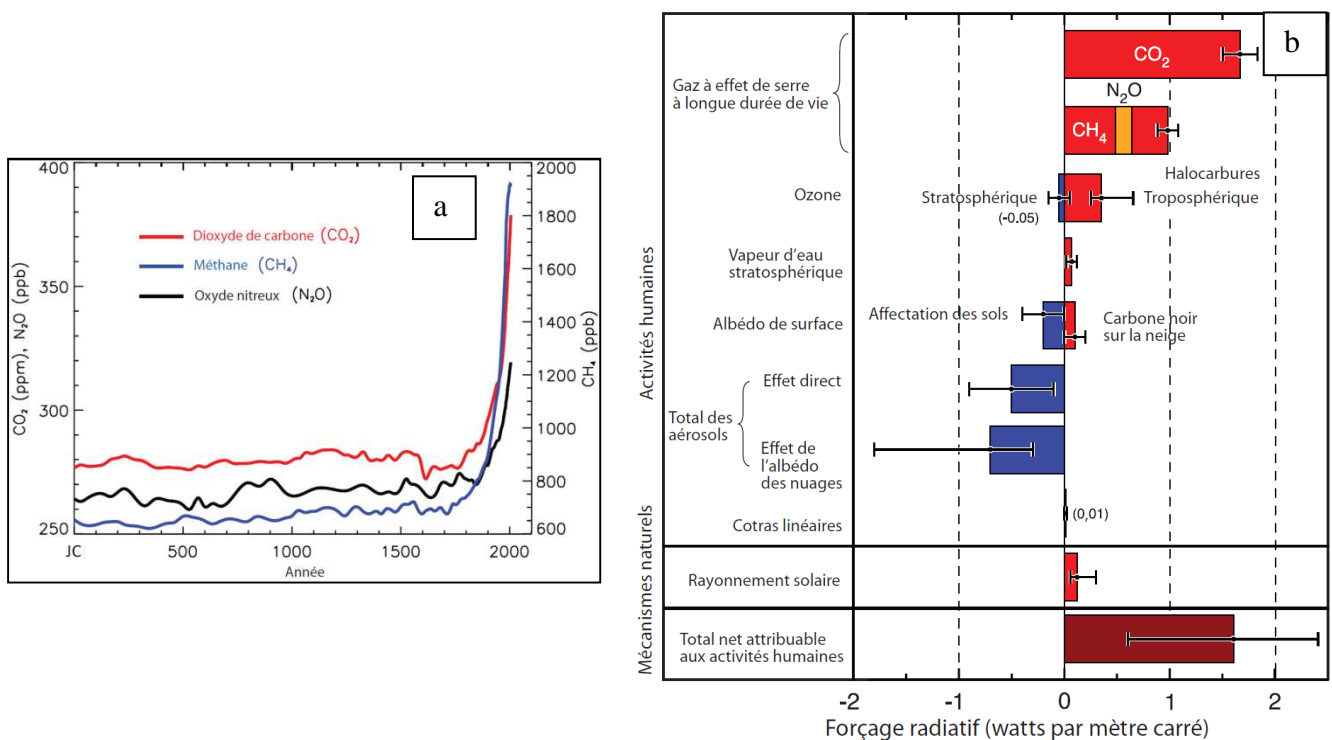 a
400
350
300
250
CO₂ (ppm), N₂O (ppb)
2000
1800
1600
1400
1200
1000
800
600
CH₄ (ppb)
Dioxyde de carbone (CO₂)
Méthane (CH₄)
Oxyde nitreux (N₂O)
JC 500 1000 1500 2000
Année
b
Activités humaines
Mécanismes naturels
Gaz à effet de serre
à longue durée de vie
CO₂
N₂O
CH₄
Halocarbures
Ozone
Stratosphérique
(-0.05)
Troposphérique
Vapeur d'eau
stratosphérique
Albédo de surface
Affectation des sols
Carbone noir
sur la neige
Total des
aérosols
Effet direct
Effet de
l'albédo
des nuages
Cotras linéaires
(0,01)
Rayonnement solaire
Total net attribuable
aux activités humaines
-2 -1 0 1 2
Forçage radiatif (watts par mètre carré)